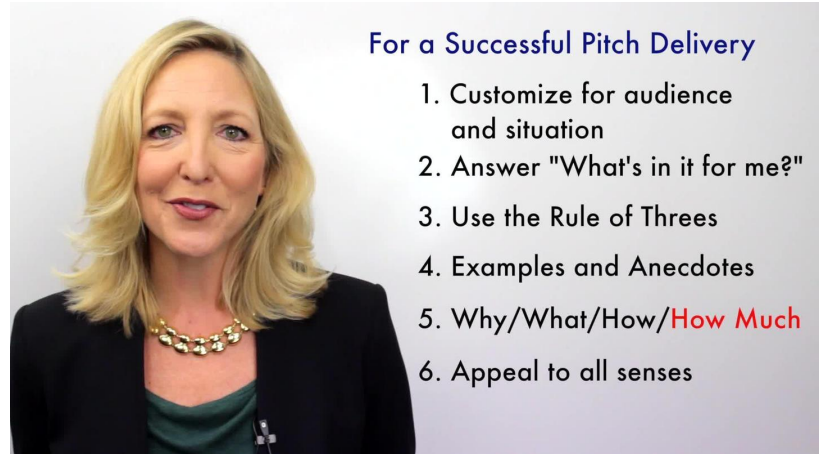 For a Successful Pitch Delivery
1. Customize for audience
and situation
2. Answer "What's in it for me?"
3. Use the Rule of Threes
4. Examples and Anecdotes
5. Why/What/How/How Much
6. Appeal to all senses